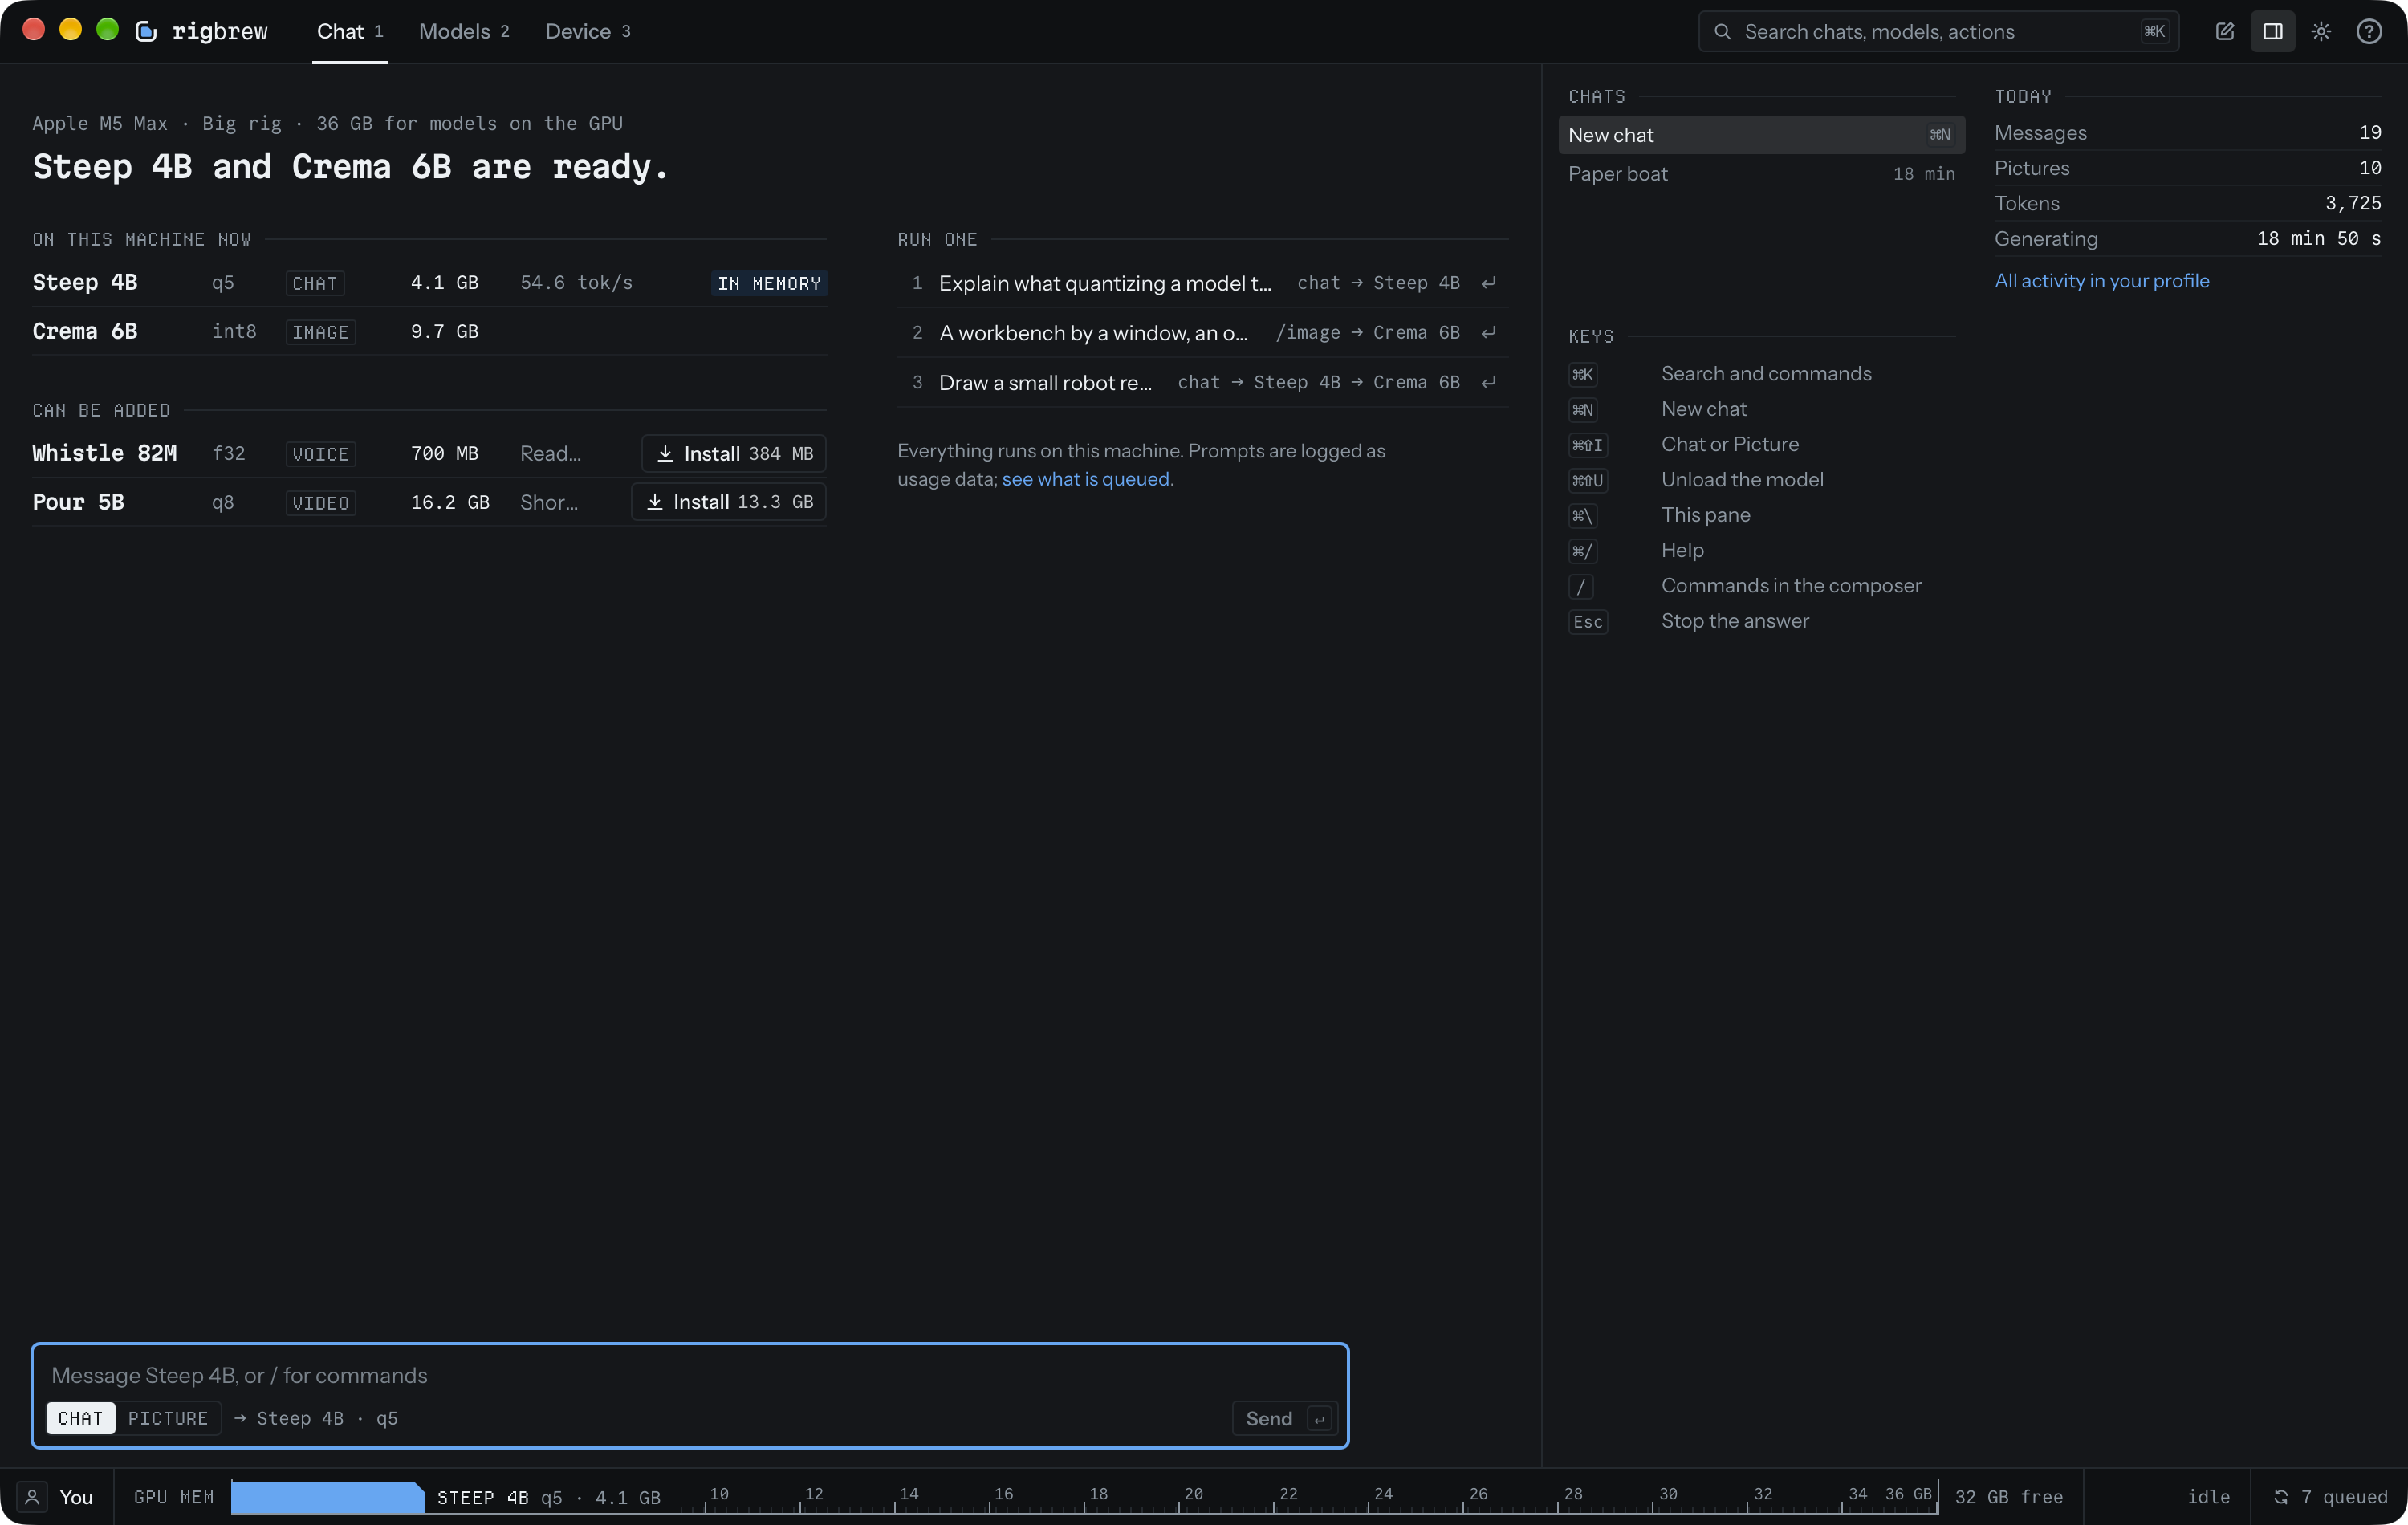 rigbrew Chat 1 Models 2 Device 3 Search chats, models, actions ⌘K
Apple M5 Max · Big rig · 36 GB for models on the GPU
Steep 4B and Crema 6B are ready.
ON THIS MACHINE NOW
Steep 4B q5 CHAT 4.1 GB 54.6 tok/s IN MEMORY
Crema 6B int8 IMAGE 9.7 GB
CAN BE ADDED
Whistle 82M f32 VOICE 700 MB Read... Install 384 MB
Pour 5B q8 VIDEO 16.2 GB Shor... Install 13.3 GB
RUN ONE
1 Explain what quantizing a model t... chat → Steep 4B ↵
2 A workbench by a window, an o... /image → Crema 6B ↵
3 Draw a small robot re... chat → Steep 4B → Crema 6B ↵
Everything runs on this machine. Prompts are logged as
usage data; see what is queued.
CHATS
New chat ⌘N
Paper boat 18 min
KEYS
⌘K Search and commands
⌘N New chat
⌘⇧I Chat or Picture
⌘⇧U Unload the model
⌘\ This pane
⌘/ Help
/ Commands in the composer
Esc Stop the answer
TODAY
Messages 19
Pictures 10
Tokens 3,725
Generating 18 min 50 s
All activity in your profile
Message Steep 4B, or / for commands
CHAT PICTURE → Steep 4B · q5 Send ↵
You GPU MEM STEEP 4B q5 · 4.1 GB 10 12 14 16 18 20 22 24 26 28 30 32 34 36 GB 32 GB free idle 7 queued